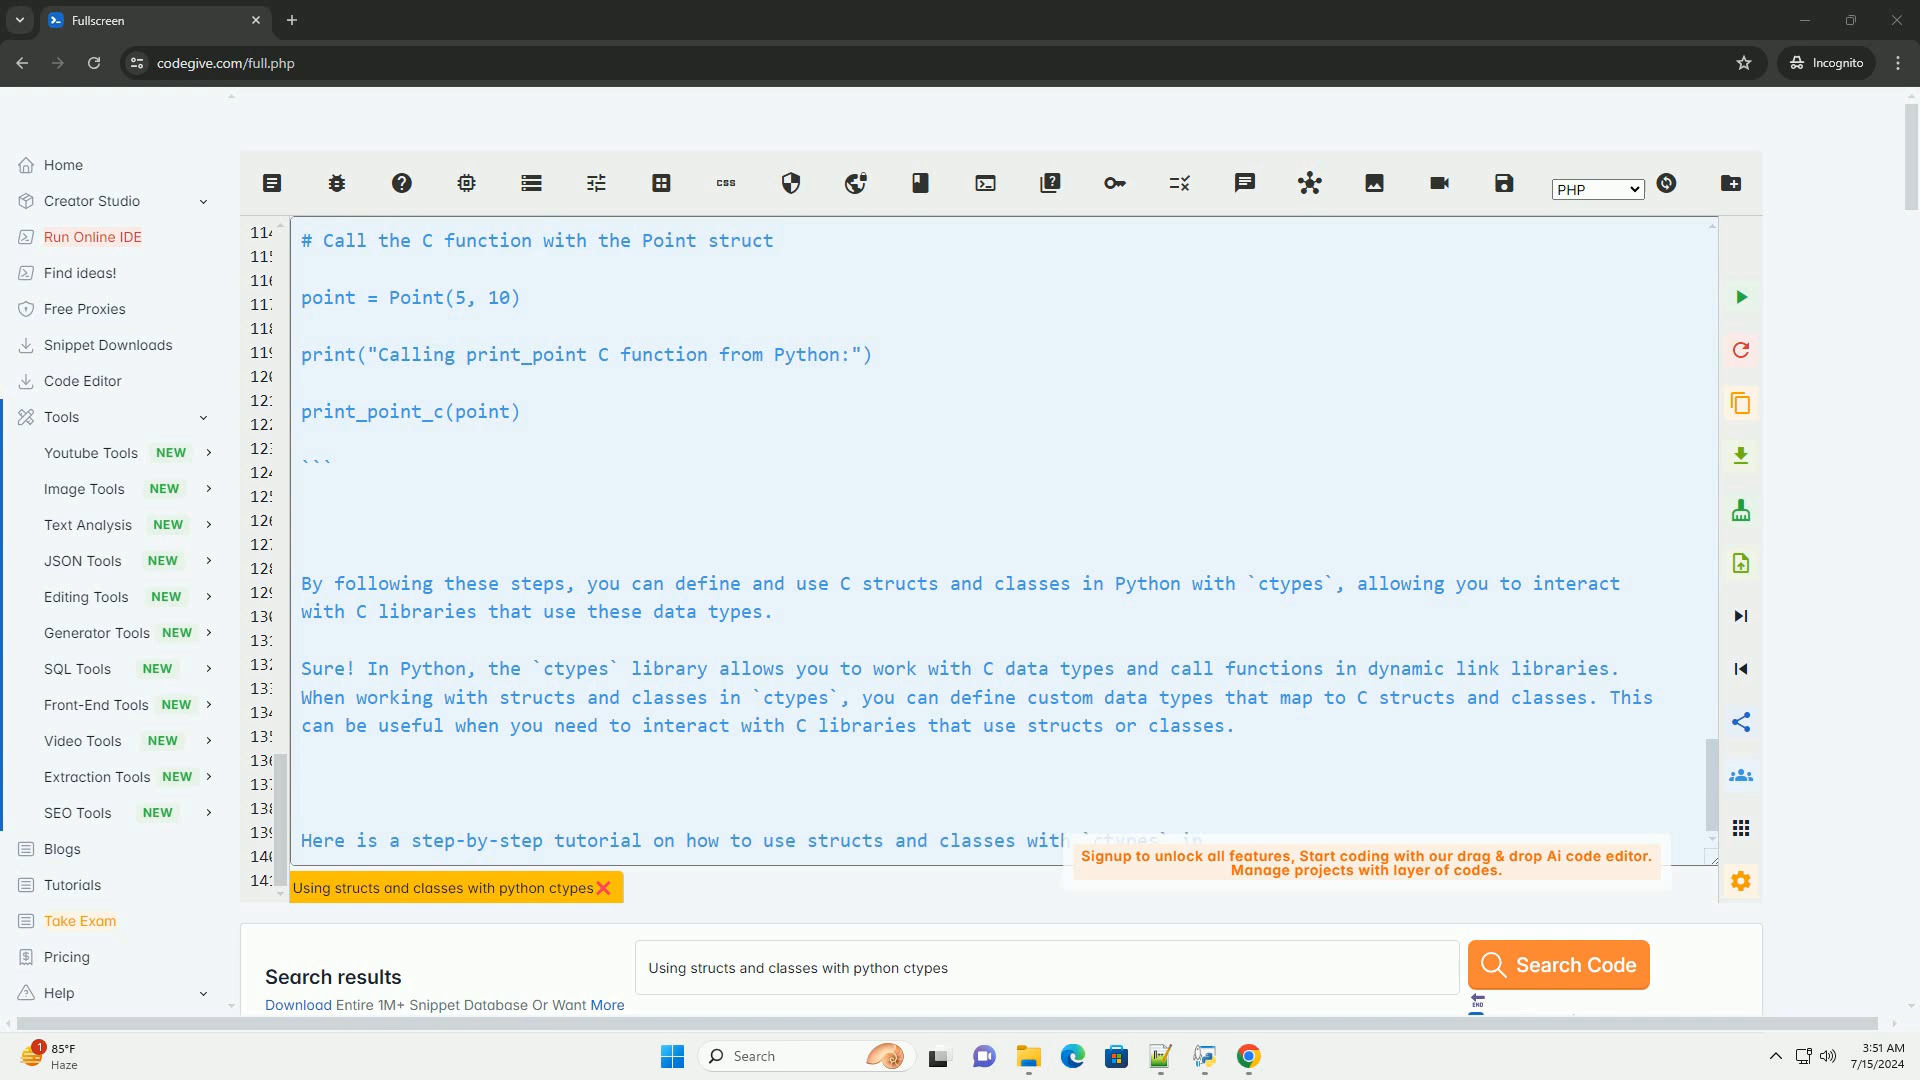 Fullscreen
codegive.com/full.php
Incognito
Home
Creator Studio
Run Online IDE
Find ideas!
Free Proxies
Snippet Downloads
Code Editor
Tools
Youtube Tools NEW
Image Tools NEW
Text Analysis NEW
JSON Tools NEW
Editing Tools NEW
Generator Tools NEW
SQL Tools NEW
Front-End Tools NEW
Video Tools NEW
Extraction Tools NEW
SEO Tools NEW
Blogs
Tutorials
Take Exam
Pricing
Help
CSS
PHP
# Call the C function with the Point struct
point = Point(5, 10)
print("Calling print_point C function from Python:")
print_point_c(point)
```
By following these steps, you can define and use C structs and classes in Python with `ctypes`, allowing you to interact
with C libraries that use these data types.
Sure! In Python, the `ctypes` library allows you to work with C data types and call functions in dynamic link libraries.
When working with structs and classes in `ctypes`, you can define custom data types that map to C structs and classes. This
can be useful when you need to interact with C libraries that use structs or classes.
Here is a step-by-step tutorial on how to use structs and classes with `ctypes` in
Signup to unlock all features, Start coding with our drag & drop Ai code editor.
Manage projects with layer of codes.
Using structs and classes with python ctypes
Search results
Download Entire 1M+ Snippet Database Or Want More
Using structs and classes with python ctypes
Search Code
END
1
85°F
Haze
Search
3:51 AM
7/15/2024